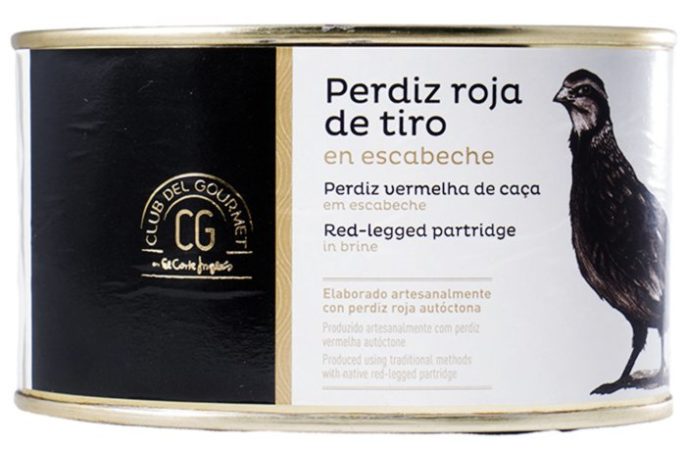 CLUB DEL GOURMET
CG
en El Corte Inglés
Perdiz roja
de tiro
en escabeche
Perdiz vermelha de caça
em escabeche
Red-legged partridge
in brine
Elaborado artesanalmente
con perdiz roja autóctona
Produzido artesanalmente com perdiz
vermelha autóctone
Produced using traditional methods
with native red-legged partridge